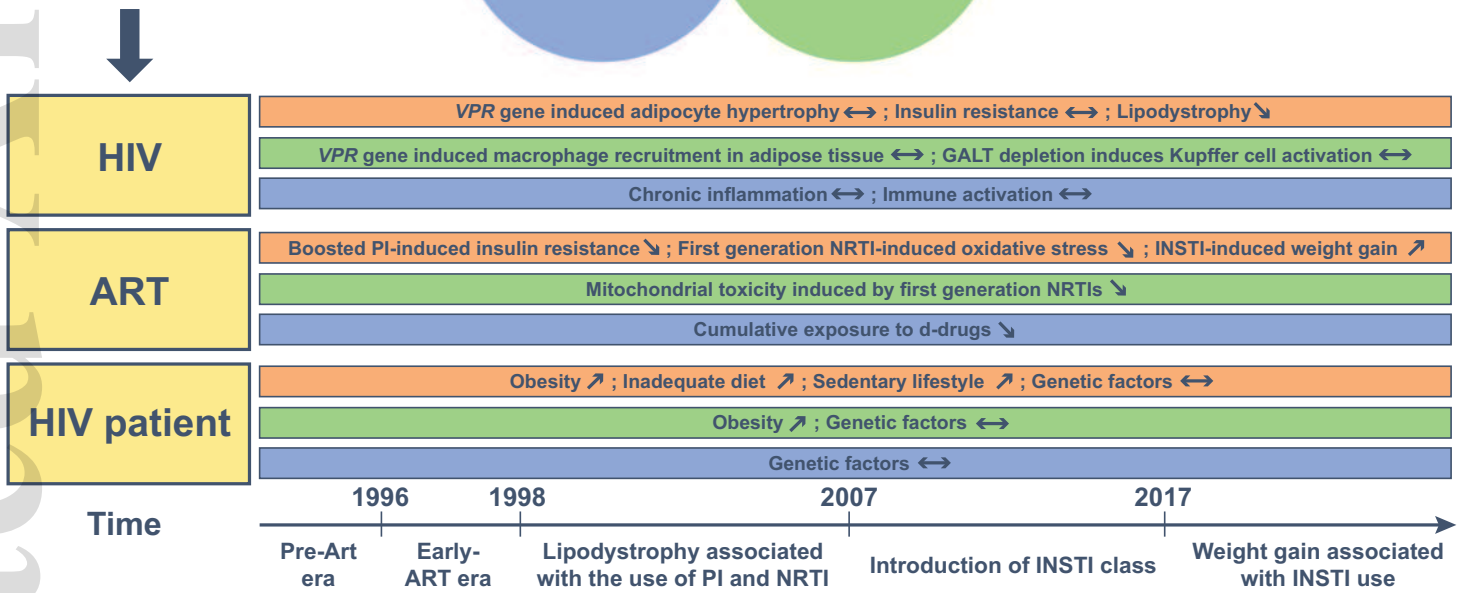 HIV
VPR gene induced adipocyte hypertrophy ↔ ; Insulin resistance ↔ ; Lipodystrophy ↘
VPR gene induced macrophage recruitment in adipose tissue ↔ ; GALT depletion induces Kupffer cell activation ↔
Chronic inflammation ↔ ; Immune activation ↔
ART
Boosted PI-induced insulin resistance ↘ ; First generation NRTI-induced oxidative stress ↘ ; INSTI-induced weight gain ↗
Mitochondrial toxicity induced by first generation NRTIs ↘
Cumulative exposure to d-drugs ↘
HIV patient
Obesity ↗ ; Inadequate diet ↗ ; Sedentary lifestyle ↗ ; Genetic factors ↔
Obesity ↗ ; Genetic factors ↔
Genetic factors ↔
1996 1998 2007 2017
Time
Pre-Art era
Early-ART era
Lipodystrophy associated
with the use of PI and NRTI
Introduction of INSTI class
Weight gain associated
with INSTI use